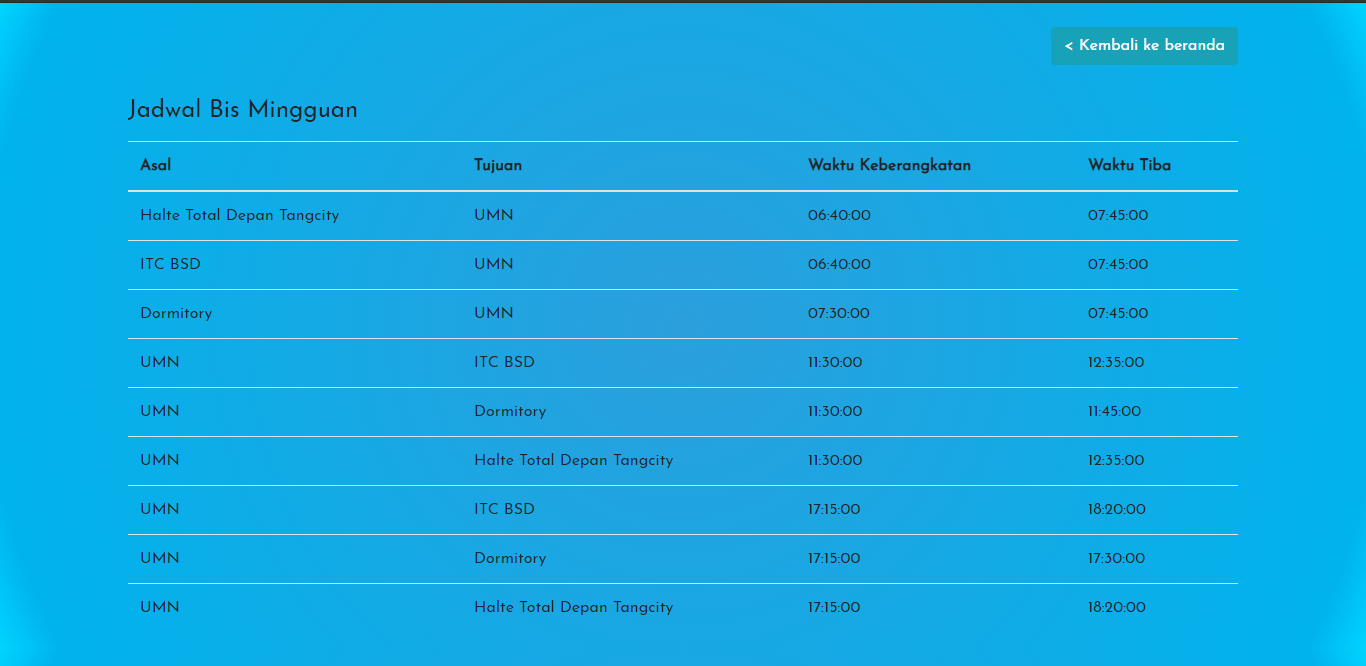 < Kembali ke beranda
Jadwal Bis Mingguan
Asal Tujuan Waktu Keberangkatan Waktu Tiba
Halte Total Depan Tangcity UMN 06:40:00 07:45:00
ITC BSD UMN 06:40:00 07:45:00
Dormitory UMN 07:30:00 07:45:00
UMN ITC BSD 11:30:00 12:35:00
UMN Dormitory 11:30:00 11:45:00
UMN Halte Total Depan Tangcity 11:30:00 12:35:00
UMN ITC BSD 17:15:00 18:20:00
UMN Dormitory 17:15:00 17:30:00
UMN Halte Total Depan Tangcity 17:15:00 18:20:00